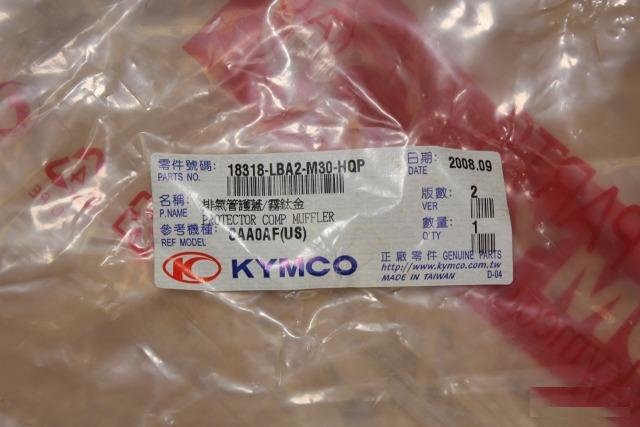 零件號碼: 18318-LBA2-M30-HQP
PARTS NO.
日期: 2008.09
DATE
名稱: 排氣管護蓋/霧鈦金
P.NAME PROTECTOR COMP MUFFLER
版數: 2
VER
參考機種: CAA0AF(US)
REF MODEL
數量: 1
Q'TY
KYMCO
正廠零件 GENUINE PARTS
http://www.kymco.com.tw
MADE IN TAIWAN D-04